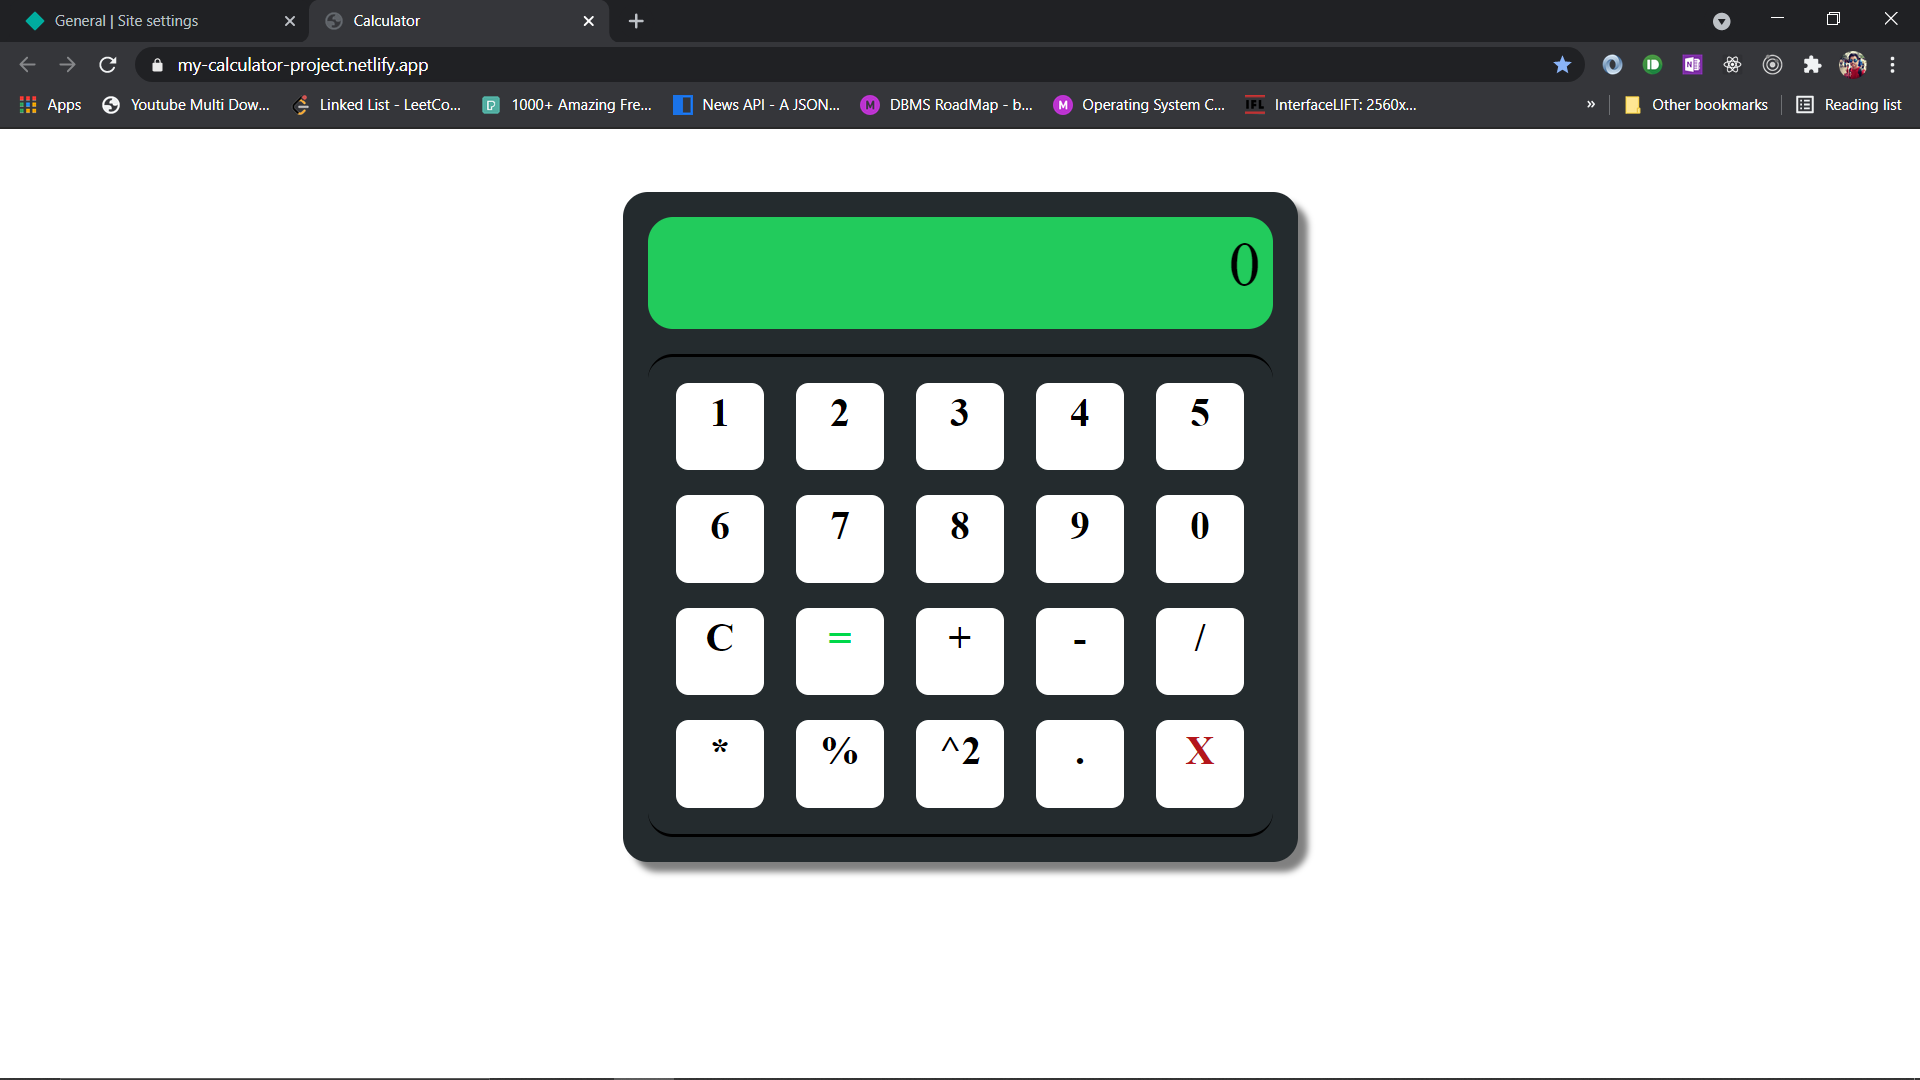 General | Site settings
Calculator
my-calculator-project.netlify.app
Apps
Youtube Multi Dow...
Linked List - LeetCo...
1000+ Amazing Fre...
News API - A JSON...
M
DBMS RoadMap - b...
M
Operating System C...
IFL
InterfaceLIFT: 2560x...
»
Other bookmarks
Reading list
0
1 2 3 4 5
6 7 8 9 0
C = + - /
* % ^2 . X